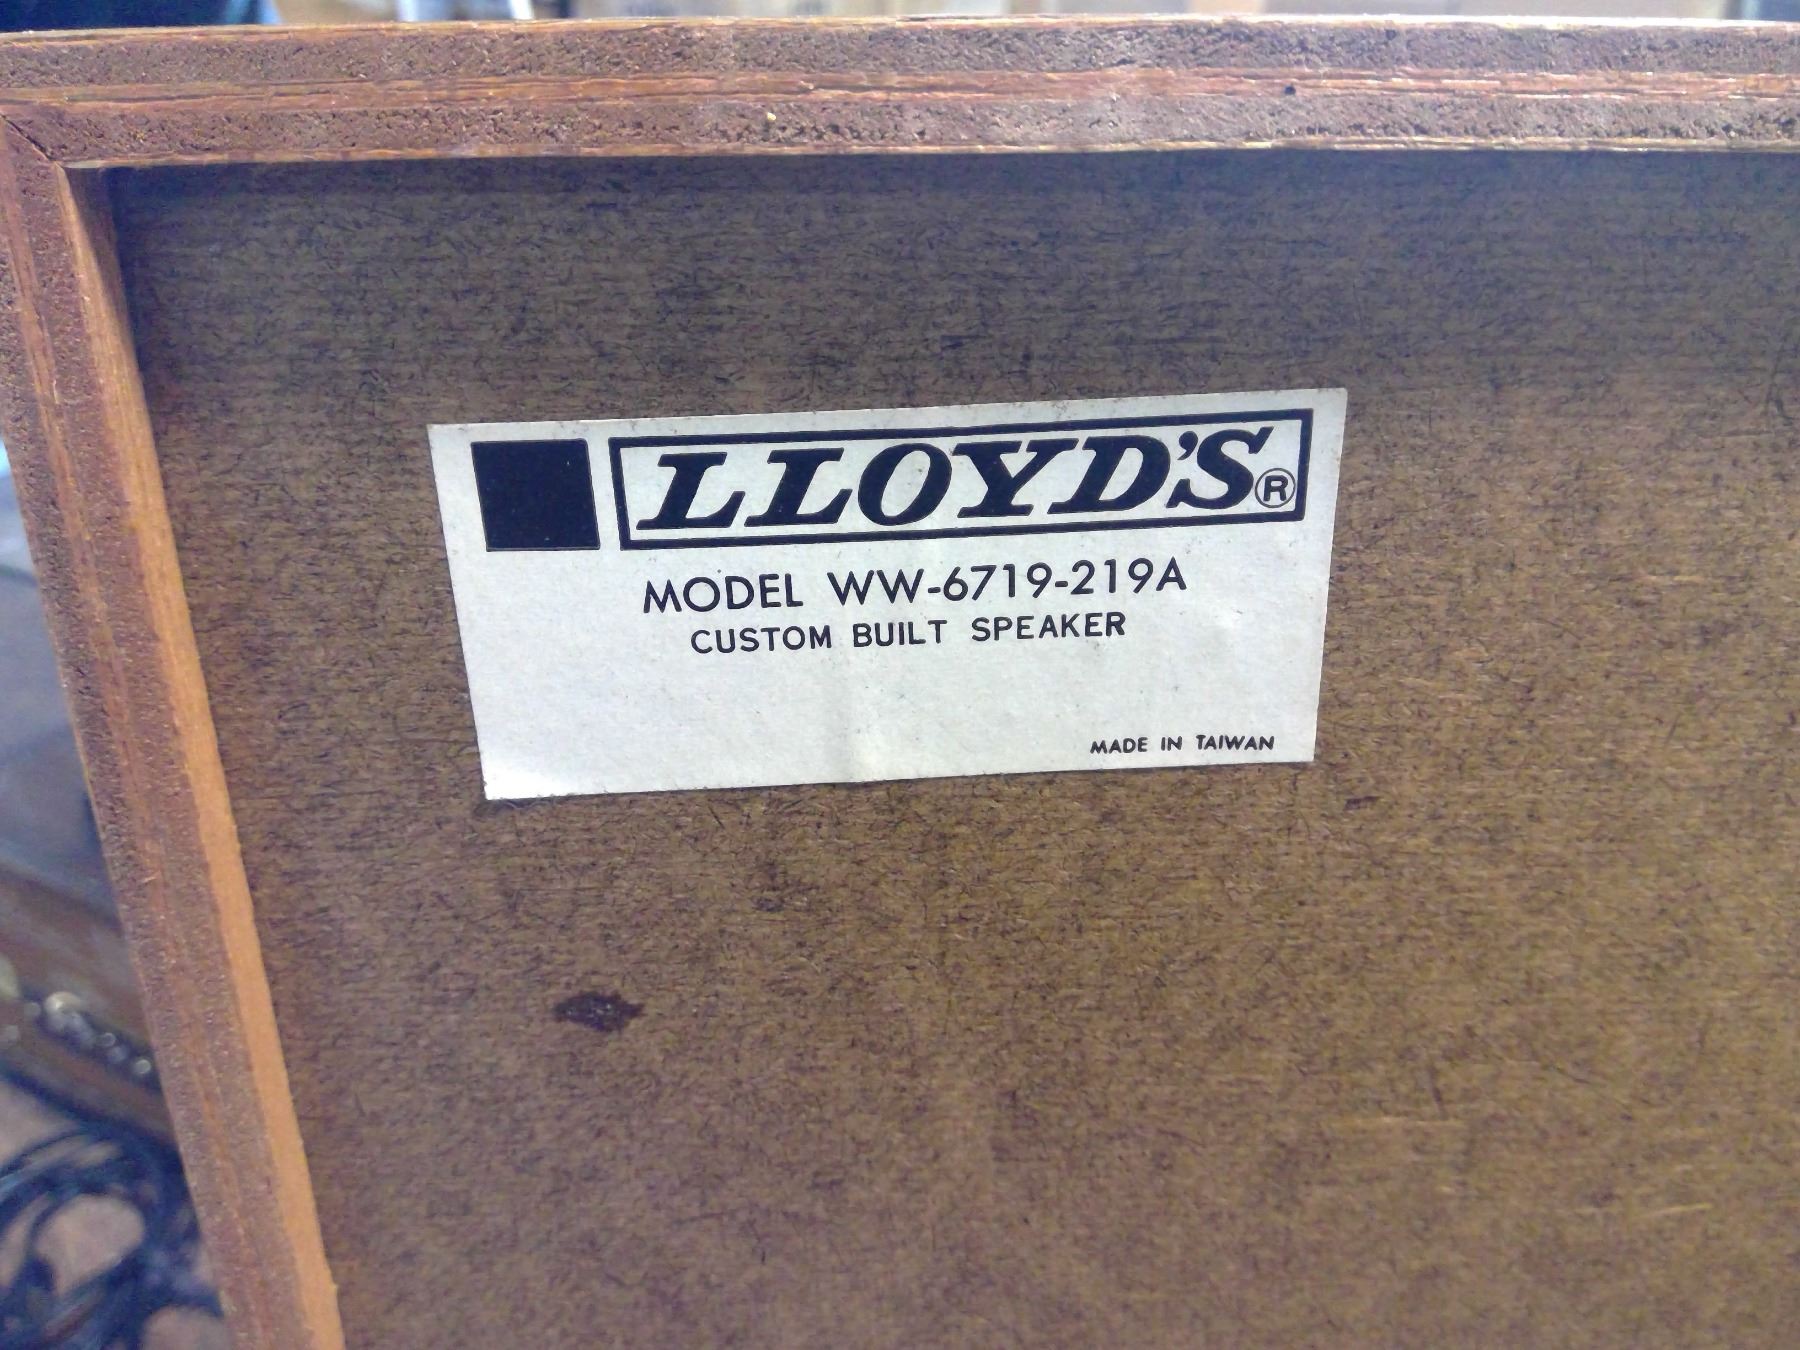 LLOYD'S®
MODEL WW-6719-219A
CUSTOM BUILT SPEAKER
MADE IN TAIWAN